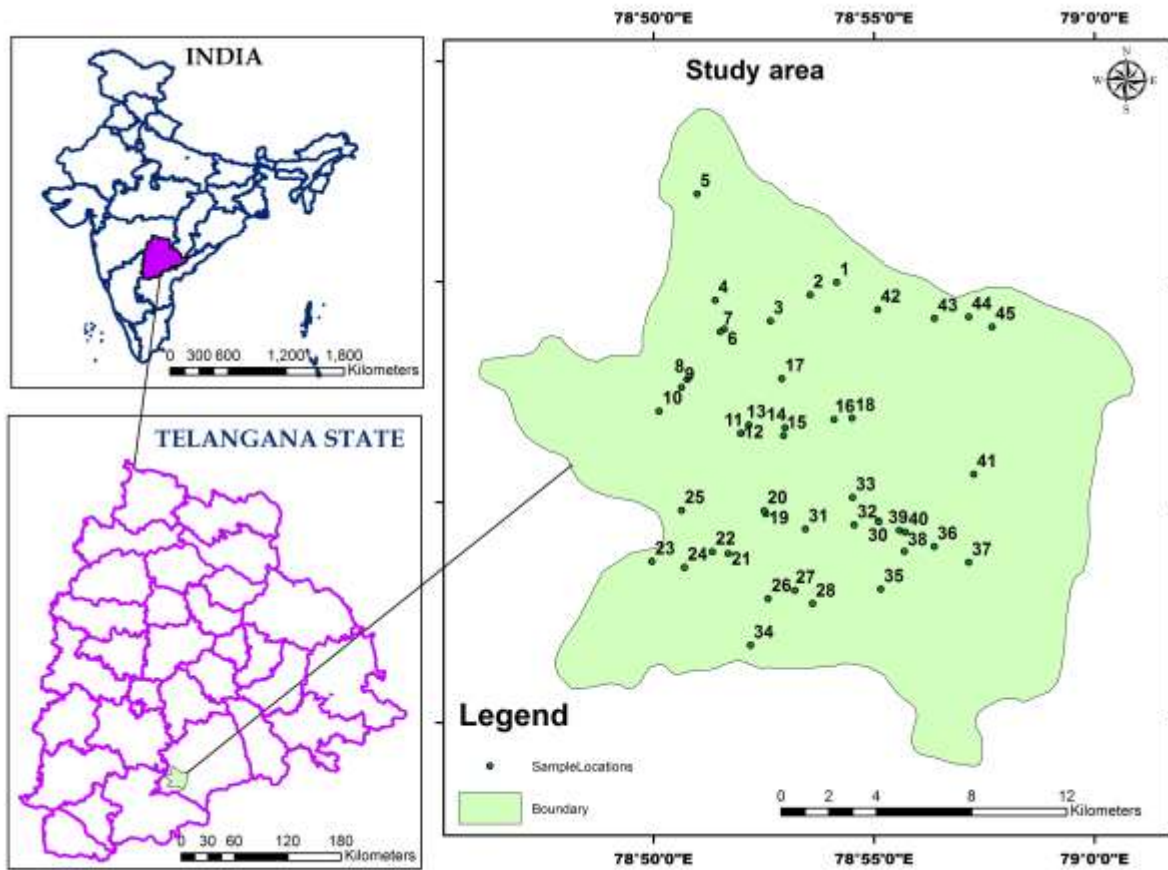 INDIA
0 300 600 1,200 1,800
Kilometers
TELANGANA STATE
0 30 60 120 180
Kilometers
78°50'0"E 78°55'0"E 79°0'0"E
Study area
N
W E
S
5
1
2
4
3
42
43 44
45
7
6
8
9
17
10
11 13 14
12 15
16 18
41
33
25
20
19
31
32
30
39 40
38
36
37
22
23 24
21
26 27
28
35
34
Legend
SampleLocations
Boundary
0 2 4 8 12
Kilometers
78°50'0"E 78°55'0"E 79°0'0"E